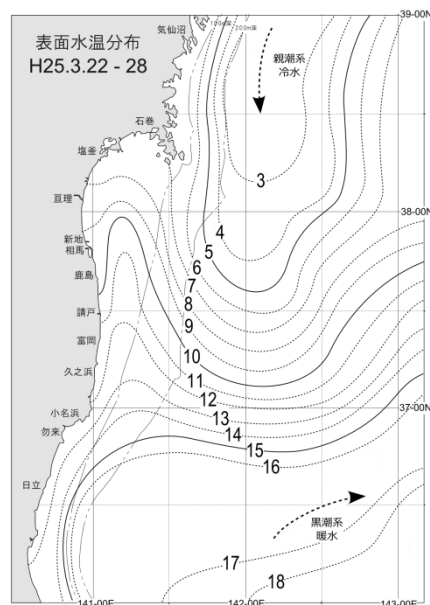 表面水温分布
H25.3.22 - 28
39-00N
気仙沼
100m深
200m深
親潮系
冷水
石巻
塩釜
3
亘理
38-00N
新地
相馬
4
5
鹿島
6
7
請戸
8
9
富岡
10
久之浜
11
12
小名浜
37-00N
13
勿来
14
15
16
日立
黒潮系
暖水
17
18
141-00E
142-00E
143-00E